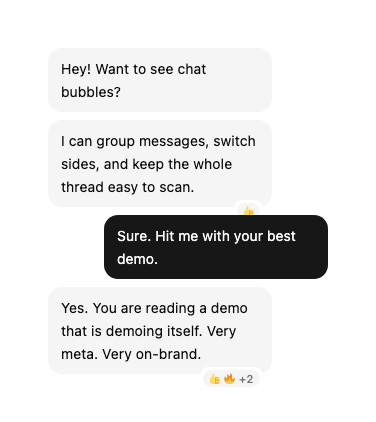 Hey! Want to see chat
bubbles?
I can group messages, switch
sides, and keep the whole
thread easy to scan.
👍
Sure. Hit me with your best
demo.
Yes. You are reading a demo
that is demoing itself. Very
meta. Very on-brand.
👍🔥 +2